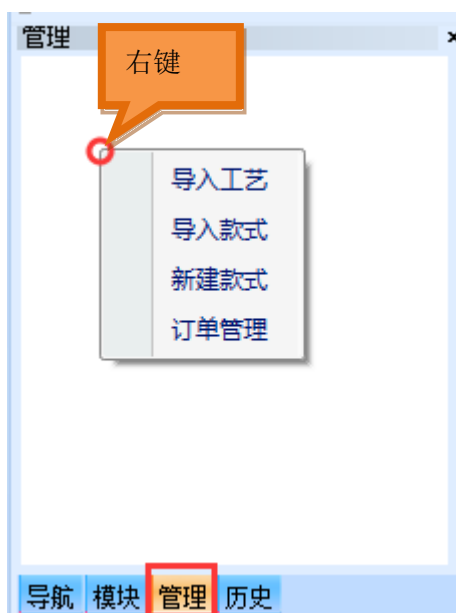 管理
右键
导入工艺
导入款式
新建款式
订单管理
导航 模块 管理 历史